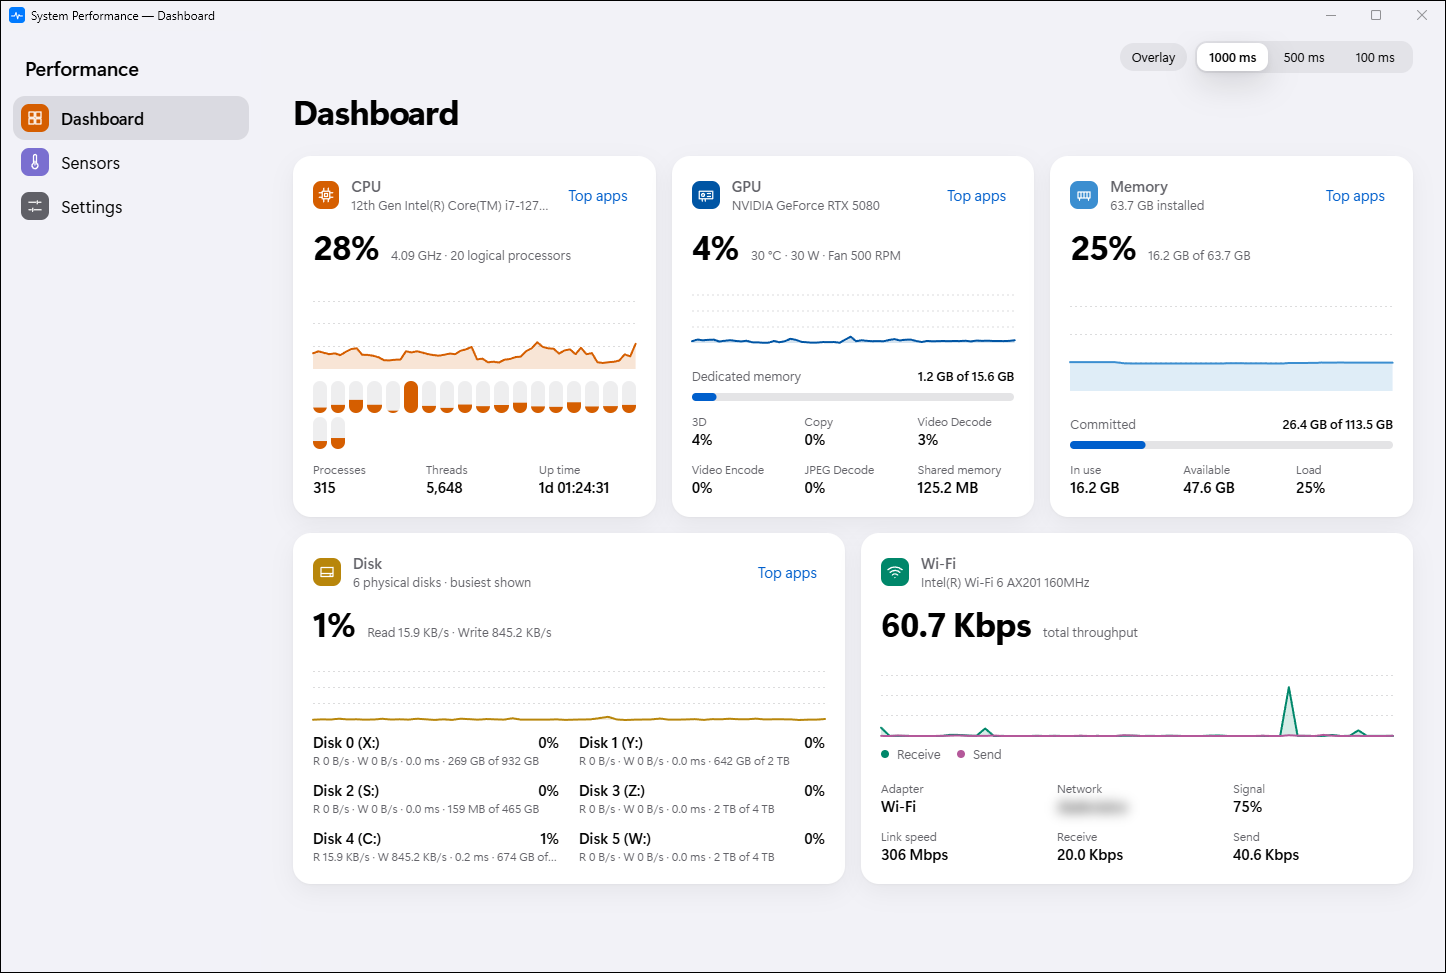 System Performance — Dashboard
Performance
Dashboard
Sensors
Settings
Overlay
1000 ms
500 ms
100 ms
Dashboard
CPU
12th Gen Intel(R) Core(TM) i7-127...
Top apps
28%
4.09 GHz · 20 logical processors
Processes
315
Threads
5,648
Up time
1d 01:24:31
GPU
NVIDIA GeForce RTX 5080
Top apps
4%
30 °C · 30 W · Fan 500 RPM
Dedicated memory
1.2 GB of 15.6 GB
3D
4%
Copy
0%
Video Decode
3%
Video Encode
0%
JPEG Decode
0%
Shared memory
125.2 MB
Memory
63.7 GB installed
Top apps
25%
16.2 GB of 63.7 GB
Committed
26.4 GB of 113.5 GB
In use
16.2 GB
Available
47.6 GB
Load
25%
Disk
6 physical disks · busiest shown
Top apps
1%
Read 15.9 KB/s · Write 845.2 KB/s
Disk 0 (X:)
0%
R 0 B/s · W 0 B/s · 0.0 ms · 269 GB of 932 GB
Disk 1 (Y:)
0%
R 0 B/s · W 0 B/s · 0.0 ms · 642 GB of 2 TB
Disk 2 (S:)
0%
R 0 B/s · W 0 B/s · 0.0 ms · 159 MB of 465 GB
Disk 3 (Z:)
0%
R 0 B/s · W 0 B/s · 0.0 ms · 2 TB of 4 TB
Disk 4 (C:)
1%
R 15.9 KB/s · W 845.2 KB/s · 0.2 ms · 674 GB of...
Disk 5 (W:)
0%
R 0 B/s · W 0 B/s · 0.0 ms · 2 TB of 4 TB
Wi-Fi
Intel(R) Wi-Fi 6 AX201 160MHz
60.7 Kbps
total throughput
Receive
Send
Adapter
Wi-Fi
Network
Signal
75%
Link speed
306 Mbps
Receive
20.0 Kbps
Send
40.6 Kbps